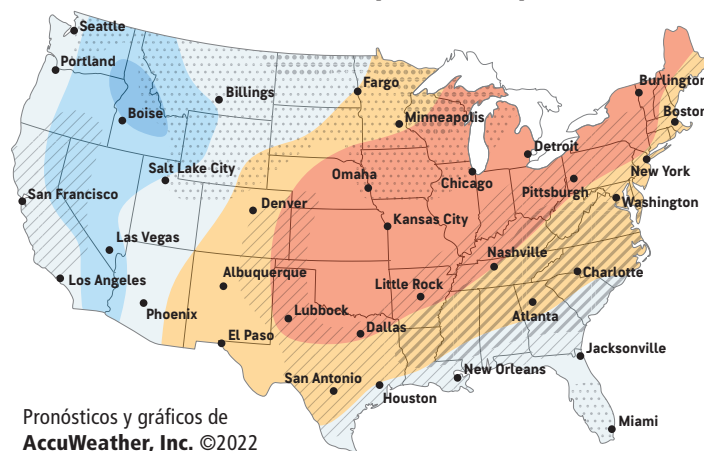 Seattle
Portland
Billings
Fargo
Burlington
Boise
Minneapolis
Boston
Detroit
Salt Lake City
Omaha
Chicago
New York
Pittsburgh
San Francisco
Denver
Washington
Kansas City
Las Vegas
Nashville
Los Angeles
Albuquerque
Little Rock
Charlotte
Phoenix
Lubbock
Dallas
Atlanta
El Paso
Jacksonville
San Antonio
New Orleans
Houston
Miami
Pronósticos y gráficos de
AccuWeather, Inc. ©2022